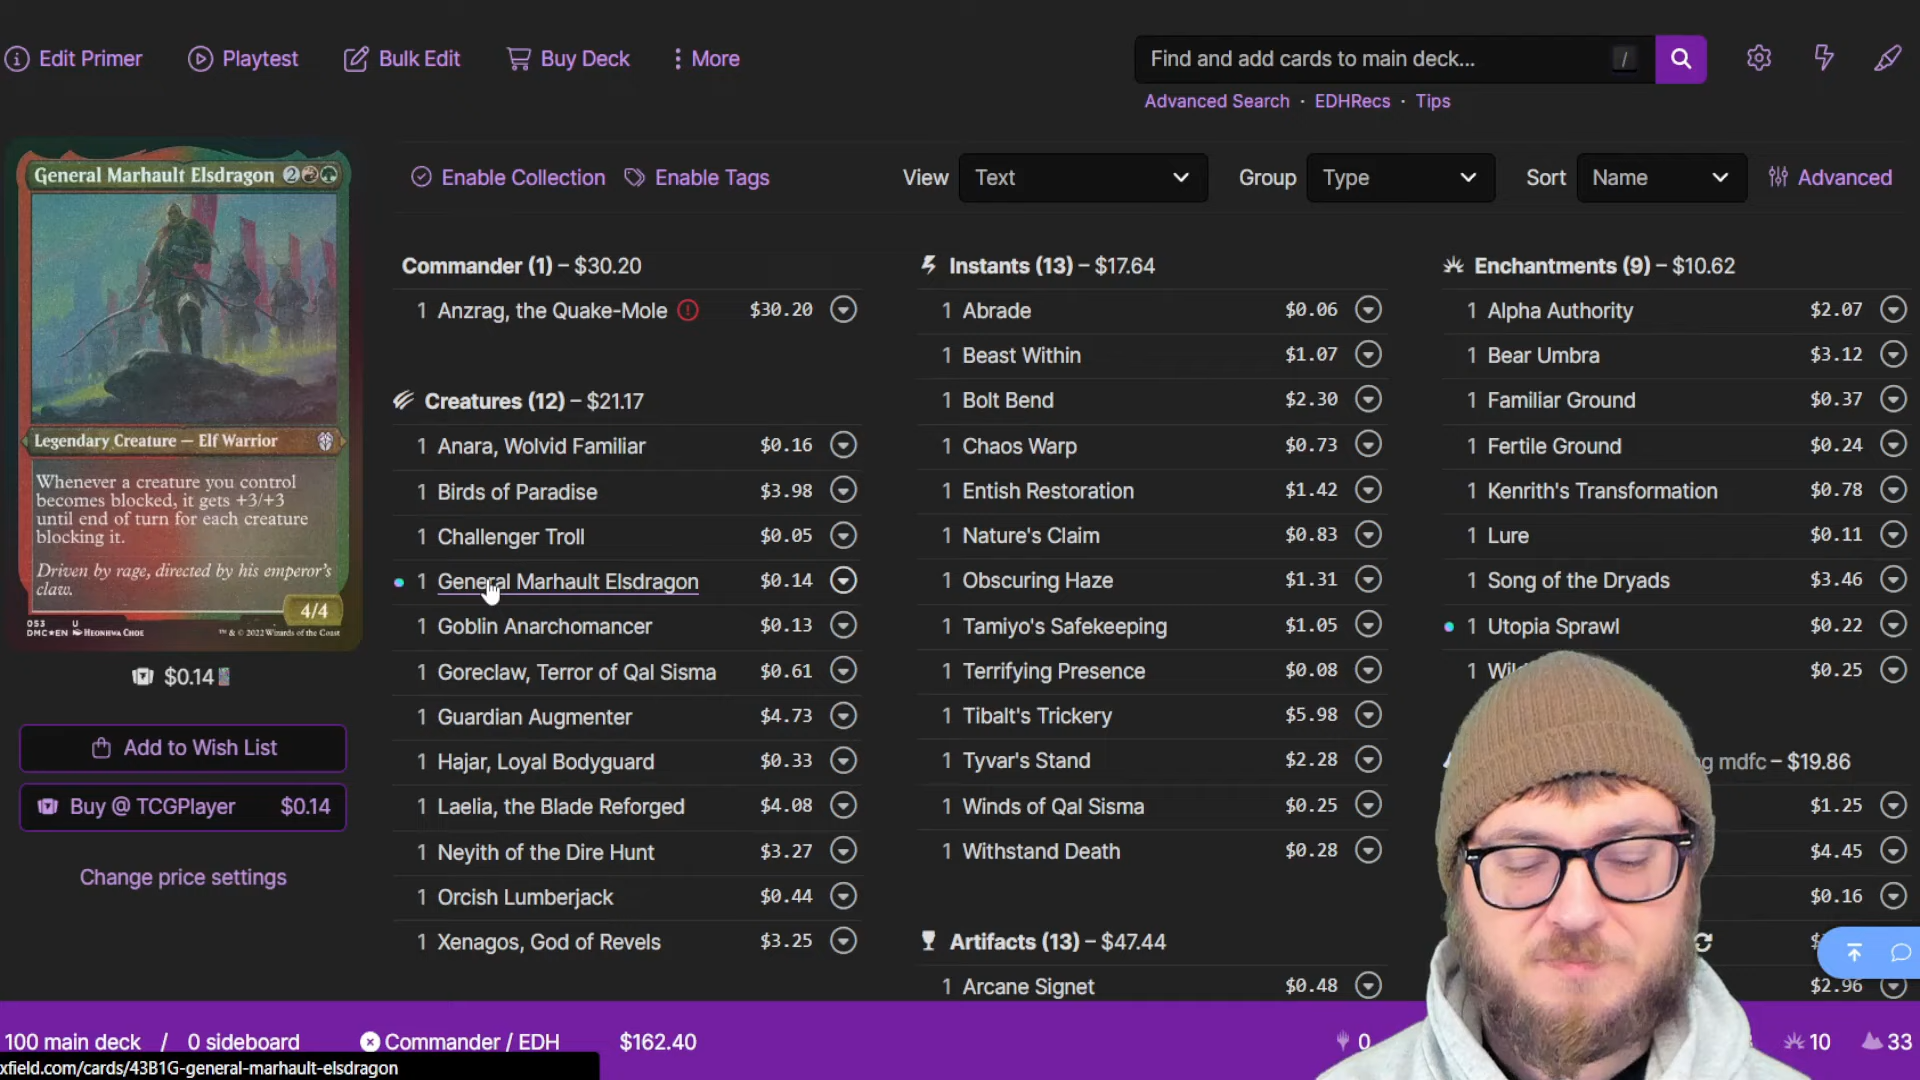 Edit Primer
Playtest
Bulk Edit
Buy Deck
More
Find and add cards to main deck...
/
Advanced Search · EDHRecs · Tips
General Marhault Elsdragon 2
Legendary Creature — Elf Warrior
Whenever a creature you control
becomes blocked, it gets +3/+3
until end of turn for each creature
blocking it.
Driven by rage, directed by his emperor's
claw.
4/4
053 U
DMC★EN HEONHWA CHOE
™ & © 2022 Wizards of the Coast
$0.14
Add to Wish List
Buy @ TCGPlayer $0.14
Change price settings
Enable Collection
Enable Tags
View Text
Group Type
Sort Name
Advanced
Commander (1) – $30.20
1 Anzrag, the Quake-Mole $30.20
Creatures (12) – $21.17
1 Anara, Wolvid Familiar $0.16
1 Birds of Paradise $3.98
1 Challenger Troll $0.05
1 General Marhault Elsdragon $0.14
1 Goblin Anarchomancer $0.13
1 Goreclaw, Terror of Qal Sisma $0.61
1 Guardian Augmenter $4.73
1 Hajar, Loyal Bodyguard $0.33
1 Laelia, the Blade Reforged $4.08
1 Neyith of the Dire Hunt $3.27
1 Orcish Lumberjack $0.44
1 Xenagos, God of Revels $3.25
Instants (13) – $17.64
1 Abrade $0.06
1 Beast Within $1.07
1 Bolt Bend $2.30
1 Chaos Warp $0.73
1 Entish Restoration $1.42
1 Nature's Claim $0.83
1 Obscuring Haze $1.31
1 Tamiyo's Safekeeping $1.05
1 Terrifying Presence $0.08
1 Tibalt's Trickery $5.98
1 Tyvar's Stand $2.28
1 Winds of Qal Sisma $0.25
1 Withstand Death $0.28
Artifacts (13) – $47.44
1 Arcane Signet $0.48
Enchantments (9) – $10.62
1 Alpha Authority $2.07
1 Bear Umbra $3.12
1 Familiar Ground $0.37
1 Fertile Ground $0.24
1 Kenrith's Transformation $0.78
1 Lure $0.11
1 Song of the Dryads $3.46
1 Utopia Sprawl $0.22
1 $0.25
mdfc – $19.86
$1.25
$4.45
$0.16
$2.96
100 main deck / 0 sideboard
Commander / EDH
$162.40
0
10
33
xfield.com/cards/43B1G-general-marhault-elsdragon